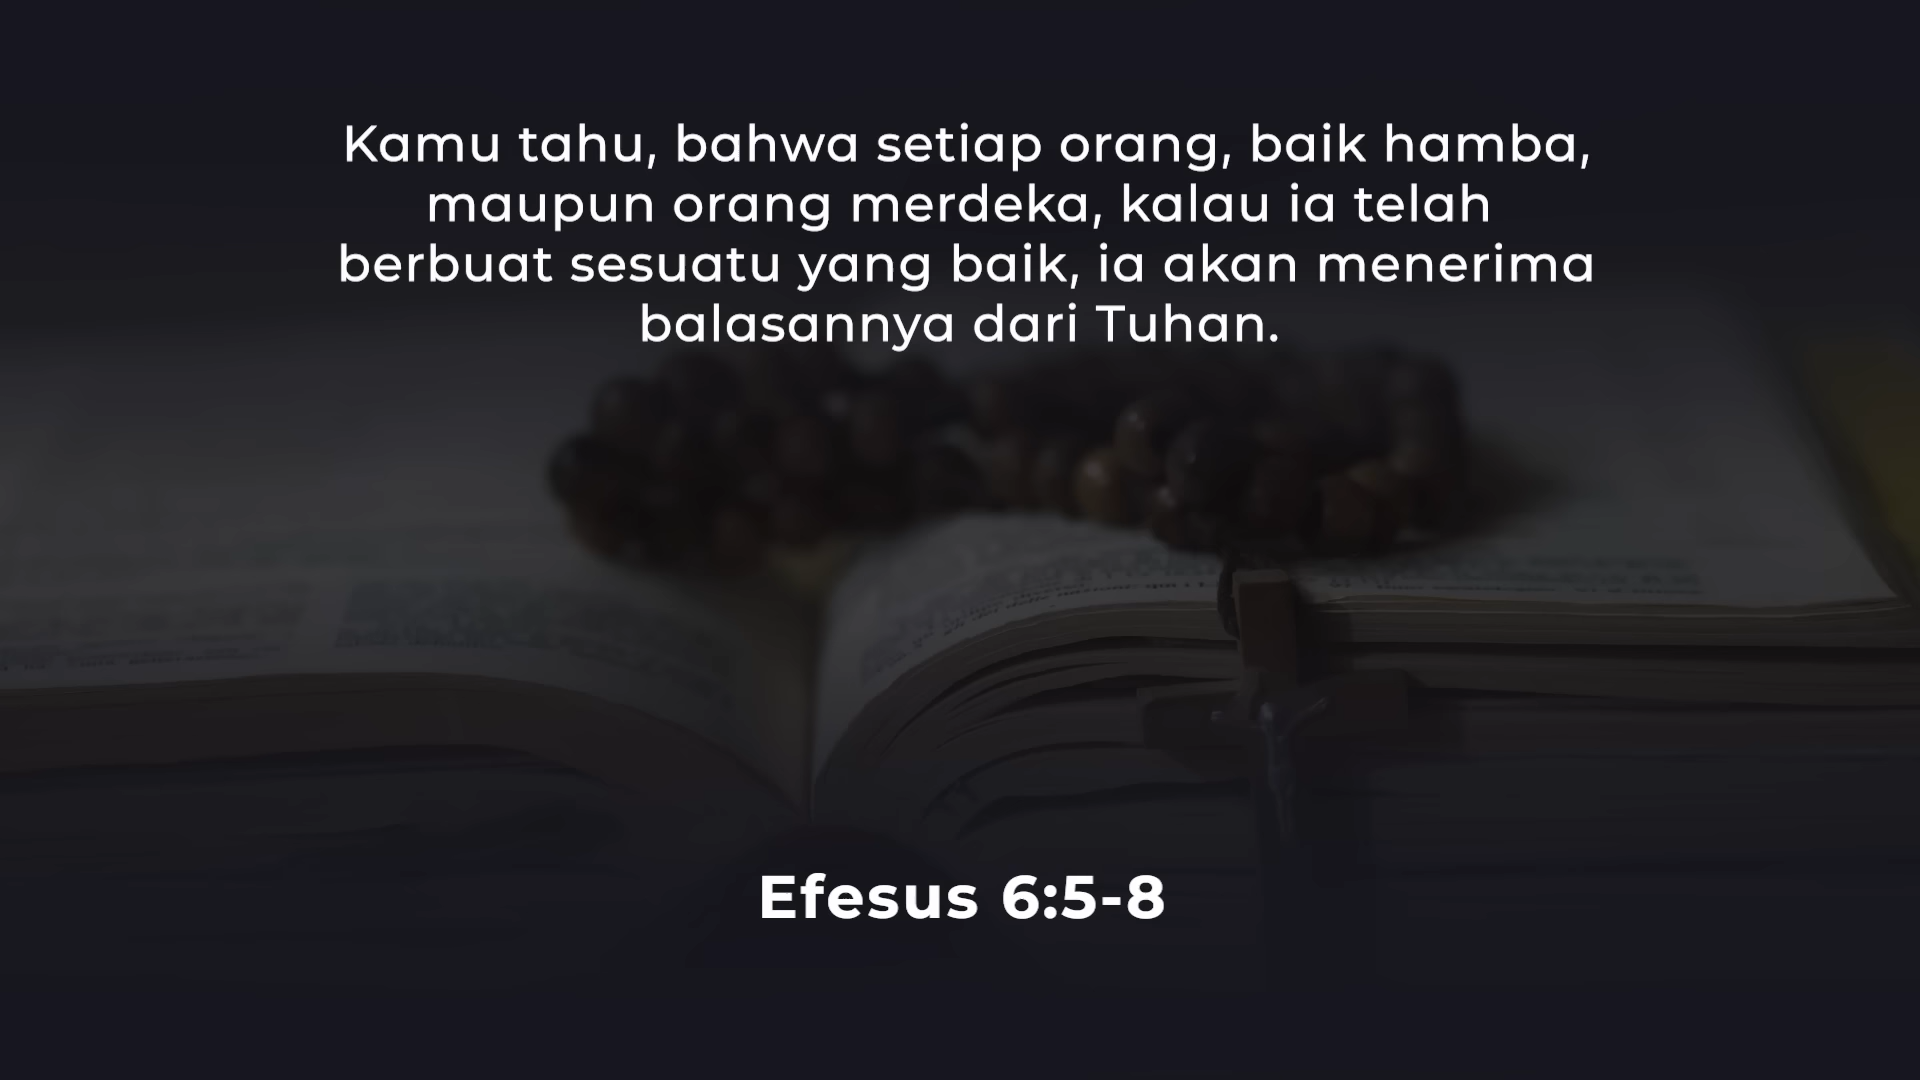 Kamu tahu, bahwa setiap orang, baik hamba,
maupun orang merdeka, kalau ia telah
berbuat sesuatu yang baik, ia akan menerima
balasannya dari Tuhan.
Efesus 6:5-8